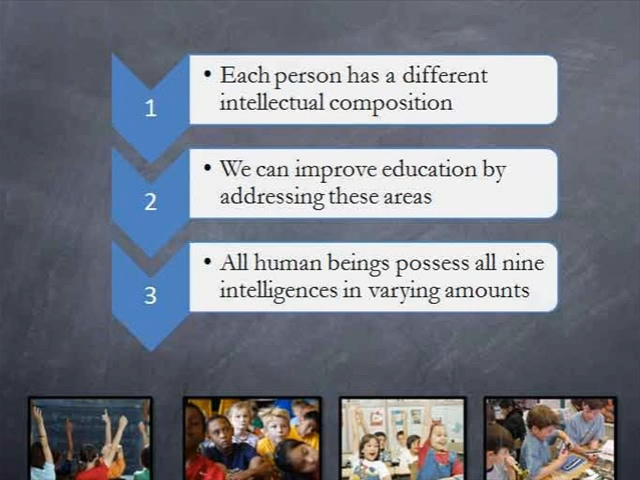 1
• Each person has a different
intellectual composition
2
• We can improve education by
addressing these areas
3
• All human beings possess all nine
intelligences in varying amounts